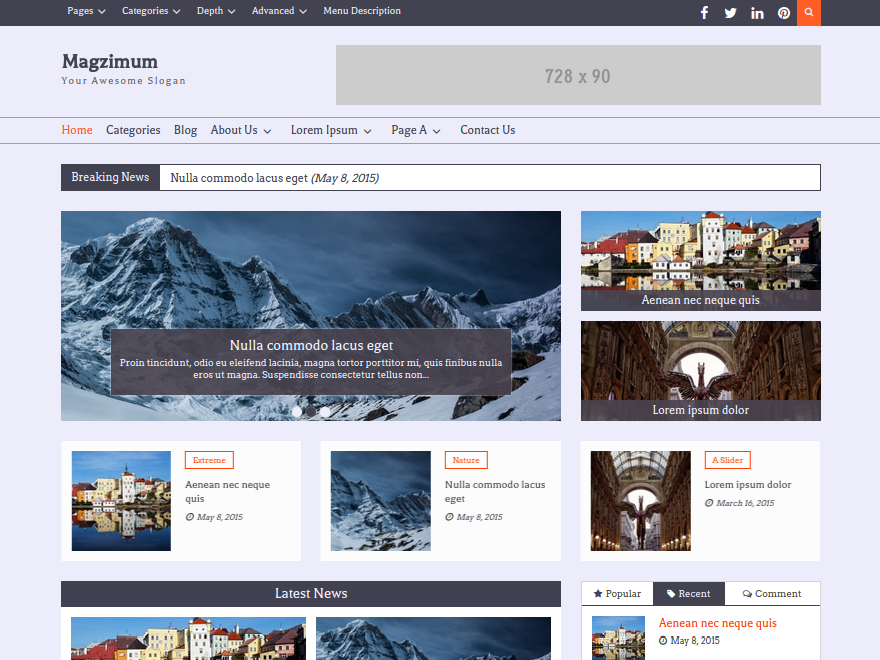 Pages Categories Depth Advanced Menu Description
Magzimum
Your Awesome Slogan
728 x 90
Home Categories Blog About Us Lorem Ipsum Page A Contact Us
Breaking News Nulla commodo lacus eget (May 8, 2015)
Nulla commodo lacus eget
Proin tincidunt, odio eu eleifend lacinia, magna tortor porttitor mi, quis finibus nulla
eros ut magna. Suspendisse consectetur tellus non...
Aenean nec neque quis
Lorem ipsum dolor
Extreme
Aenean nec neque
quis
May 8, 2015
Nature
Nulla commodo lacus
eget
May 8, 2015
A Slider
Lorem ipsum dolor
March 16, 2015
Latest News
Popular Recent Comment
Aenean nec neque quis
May 8, 2015